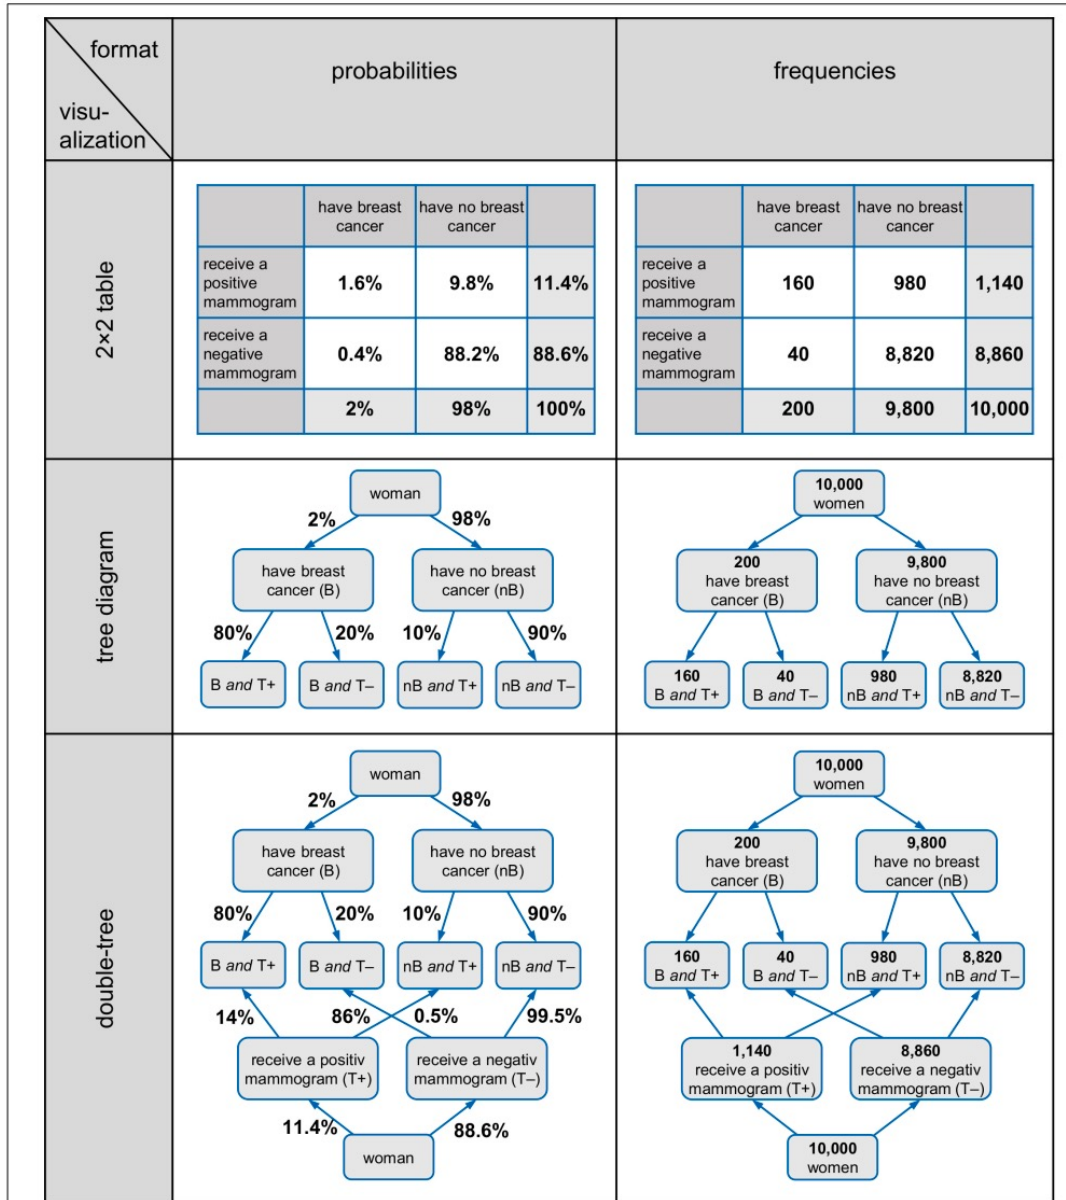 format
visu-
alization
probabilities
frequencies
2×2 table
have breast
cancer
have no breast
cancer
receive a
positive
mammogram
1.6%
9.8%
11.4%
receive a
negative
mammogram
0.4%
88.2%
88.6%
2%
98%
100%
have breast
cancer
have no breast
cancer
receive a
positive
mammogram
160
980
1,140
receive a
negative
mammogram
40
8,820
8,860
200
9,800
10,000
tree diagram
woman
2%
98%
have breast
cancer (B)
have no breast
cancer (nB)
80%
20%
10%
90%
B and T+
B and T–
nB and T+
nB and T–
10,000
women
200
have breast
cancer (B)
9,800
have no breast
cancer (nB)
160
B and T+
40
B and T–
980
nB and T+
8,820
nB and T–
double-tree
woman
2%
98%
have breast
cancer (B)
have no breast
cancer (nB)
80%
20%
10%
90%
B and T+
B and T–
nB and T+
nB and T–
14%
86%
0.5%
99.5%
receive a positiv
mammogram (T+)
receive a negativ
mammogram (T–)
11.4%
88.6%
woman
10,000
women
200
have breast
cancer (B)
9,800
have no breast
cancer (nB)
160
B and T+
40
B and T–
980
nB and T+
8,820
nB and T–
1,140
receive a positiv
mammogram (T+)
8,860
receive a negativ
mammogram (T–)
10,000
women